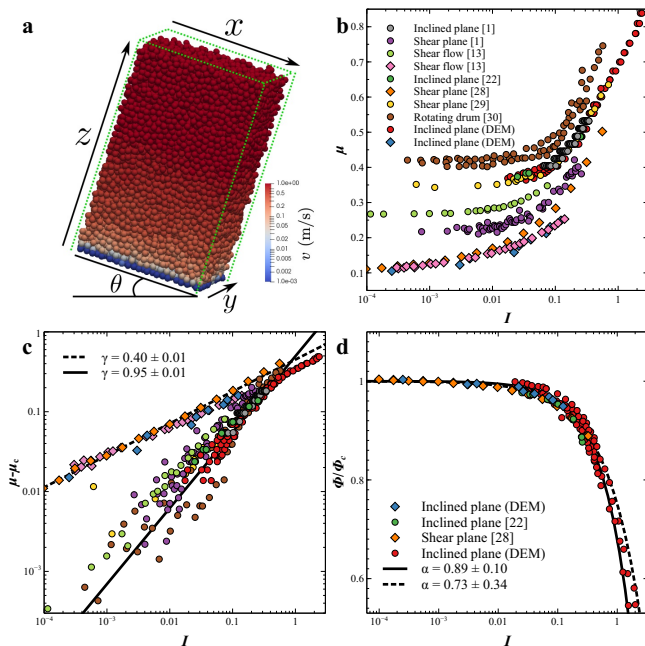 a
x
z
y
θ
v (m/s)
1.0e+00
0.5
0.2
0.1
0.05
0.02
0.01
0.005
0.002
1.0e-03
b
μ
0.8
0.7
0.6
0.5
0.4
0.3
0.2
0.1
Inclined plane [1]
Shear plane [1]
Shear flow [13]
Shear flow [13]
Inclined plane [22]
Shear plane [28]
Shear plane [29]
Rotating drum [30]
Inclined plane (DEM)
Inclined plane (DEM)
10⁻⁴ 10⁻³ 0.01 0.1 1
I
c
μ-μc
1
0.1
0.01
10⁻³
γ = 0.40 ± 0.01
γ = 0.95 ± 0.01
10⁻⁴ 10⁻³ 0.01 0.1 1
I
d
Φ/Φc
1
0.8
0.6
Inclined plane (DEM)
Inclined plane [22]
Shear plane [28]
Inclined plane (DEM)
α = 0.89 ± 0.10
α = 0.73 ± 0.34
10⁻⁴ 10⁻³ 0.01 0.1 1
I